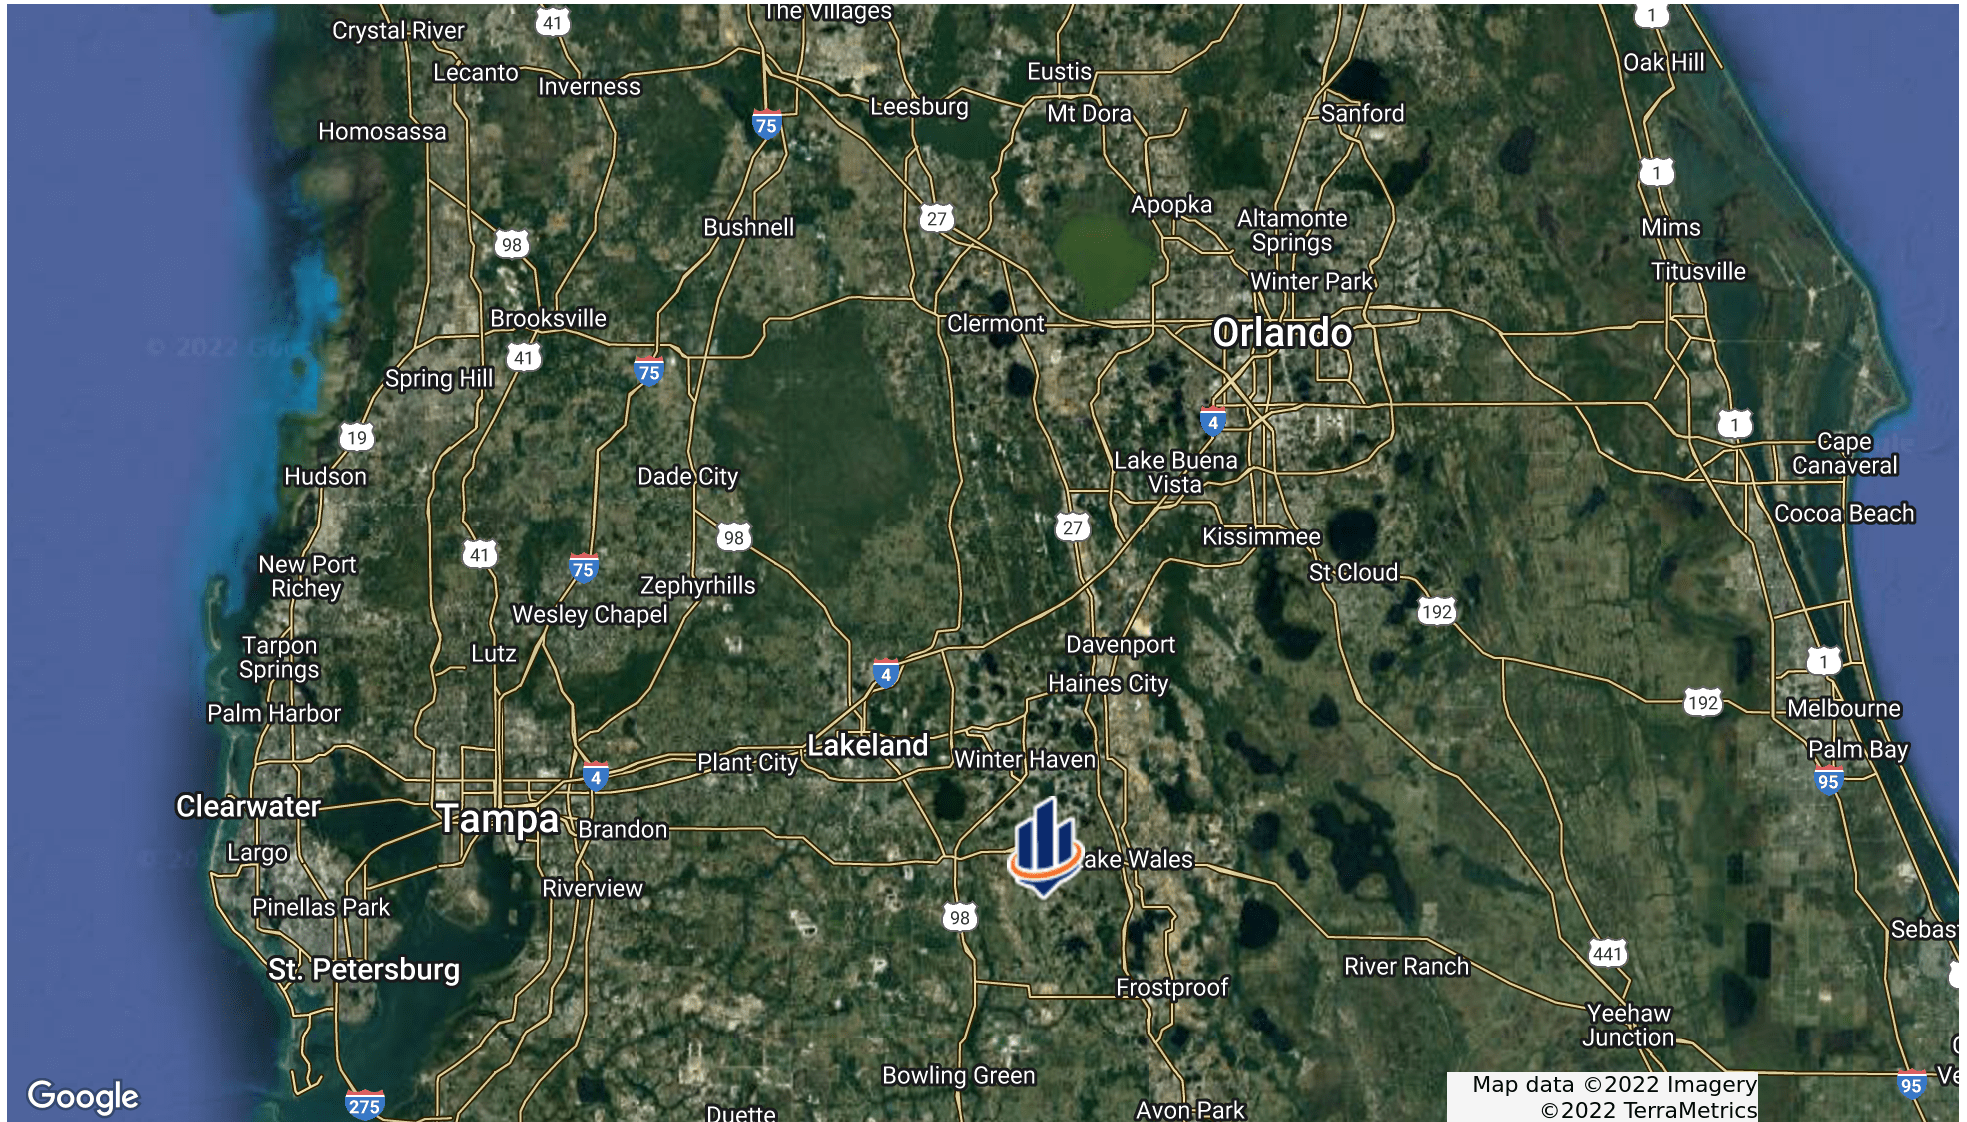 The Villages
Crystal River
41
1
Oak Hill
Lecanto
Inverness
Eustis
Leesburg
Mt Dora
Sanford
75
Homosassa
1
Apopka
27
Altamonte
Springs
Bushnell
Mims
98
Titusville
Winter Park
Brooksville
Clermont
Orlando
41
75
Spring Hill
4
1
19
Cape
Canaveral
Hudson
Dade City
Lake Buena
Vista
Cocoa Beach
27
98
Kissimmee
41
75
New Port
Richey
St Cloud
Zephyrhills
192
Wesley Chapel
Tarpon
Springs
Lutz
Davenport
1
4
Haines City
192
Palm Harbor
Melbourne
Lakeland
Palm Bay
Plant City
Winter Haven
4
95
Clearwater
Tampa
Brandon
Largo
Lake Wales
Riverview
Pinellas Park
98
Sebast
441
St. Petersburg
River Ranch
Frostproof
Yeehaw
Junction
Bowling Green
Ve
95
Google
275
Duette
Avon Park
Map data ©2022 Imagery
©2022 TerraMetrics